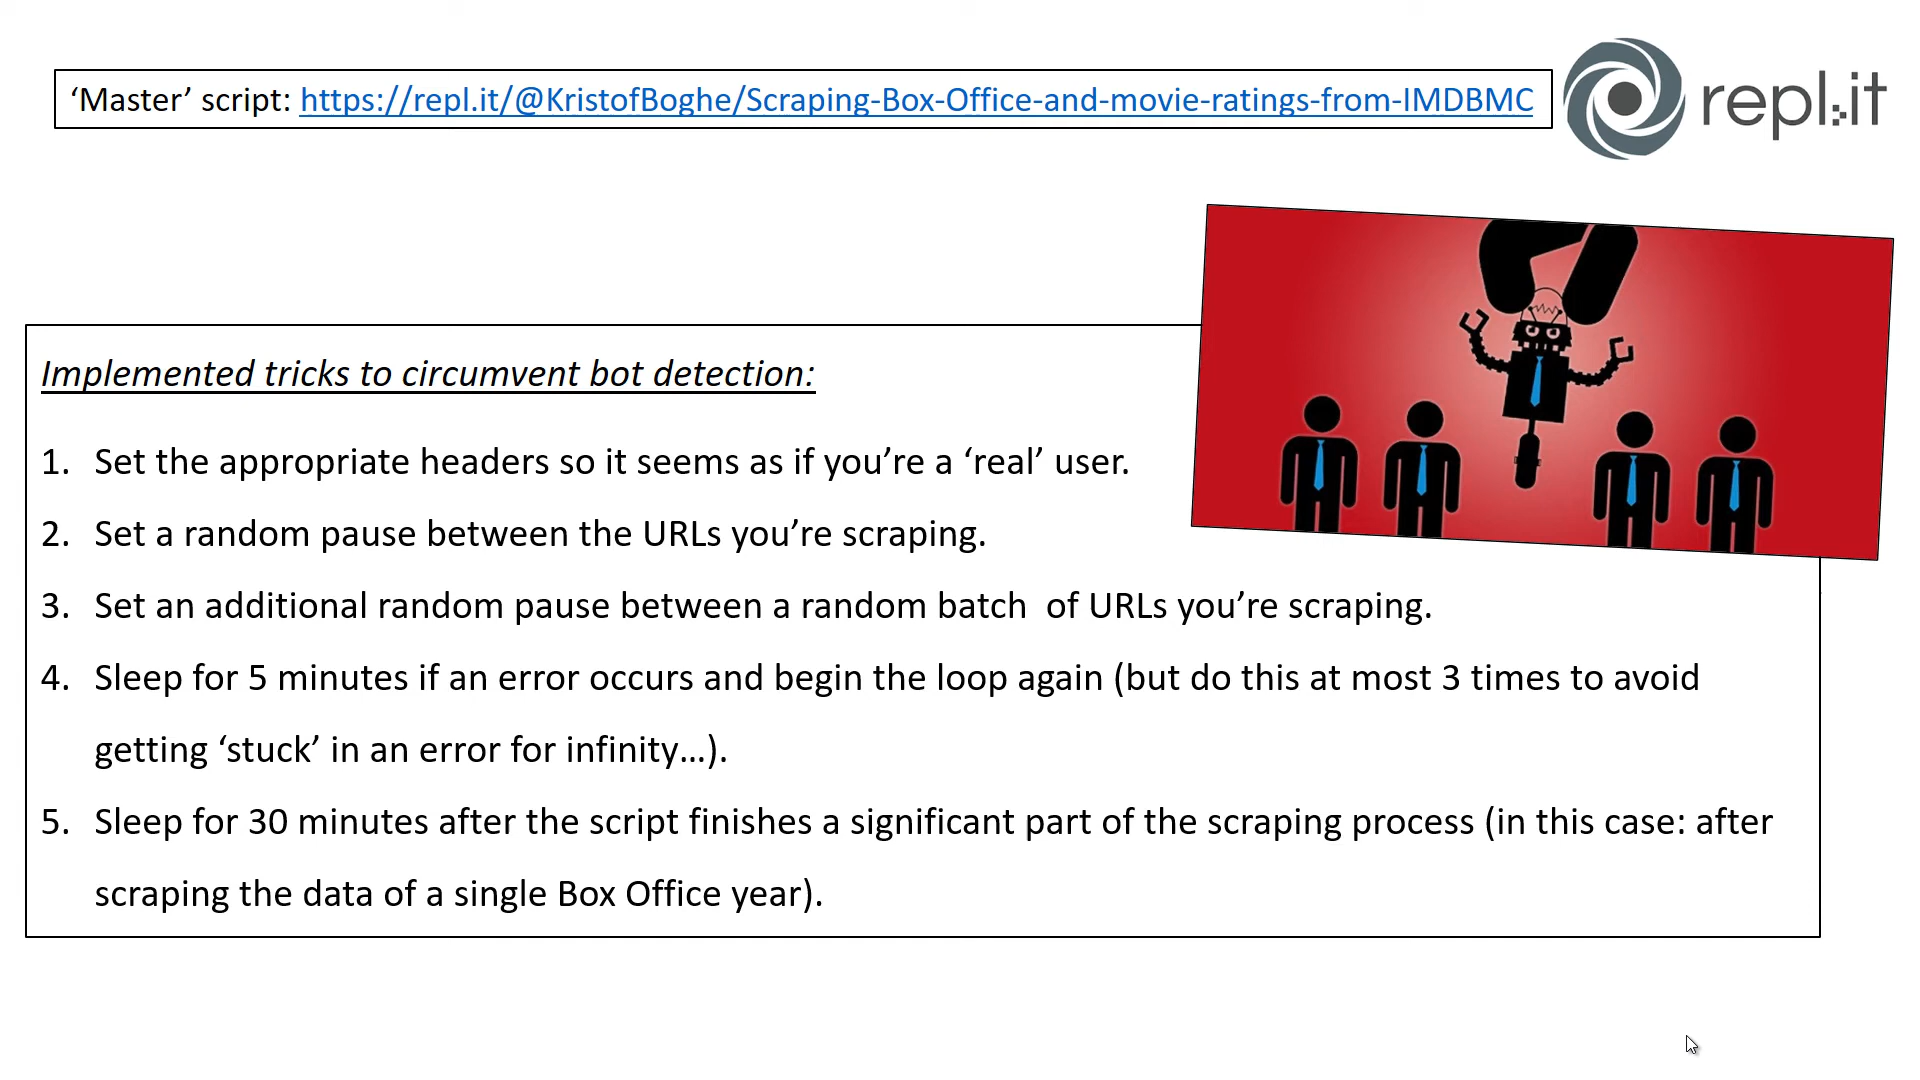 ‘Master’ script: https://repl.it/@KristofBoghe/Scraping-Box-Office-and-movie-ratings-from-IMDBMC
repl.it
Implemented tricks to circumvent bot detection:
1. Set the appropriate headers so it seems as if you’re a ‘real’ user.
2. Set a random pause between the URLs you’re scraping.
3. Set an additional random pause between a random batch  of URLs you’re scraping.
4. Sleep for 5 minutes if an error occurs and begin the loop again (but do this at most 3 times to avoid
getting ‘stuck’ in an error for infinity…).
5. Sleep for 30 minutes after the script finishes a significant part of the scraping process (in this case: after
scraping the data of a single Box Office year).